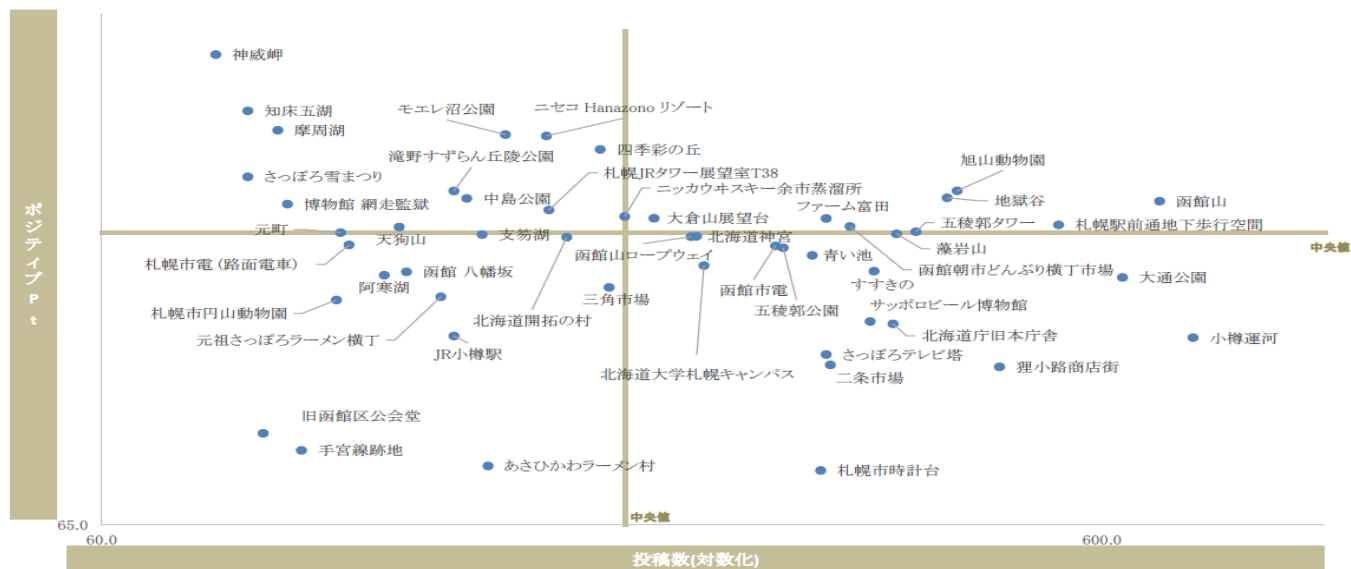 神威岬
知床五湖
モエレ沼公園
ニセコ Hanazono リゾート
摩周湖
滝野すずらん丘陵公園
四季彩の丘
旭山動物園
さっぽろ雪まつり
札幌JRタワー展望室T38
中島公園
ニッカウヰスキー余市蒸溜所
地獄谷
函館山
博物館 網走監獄
ファーム富田
大倉山展望台
五稜郭タワー
札幌駅前通地下歩行空間
元町
天狗山
支笏湖
北海道神宮
藻岩山
中央値
札幌市電 (路面電車)
函館山ロープウェイ
青い池
函館朝市どんぶり横丁市場
函館 八幡坂
阿寒湖
三角市場
函館市電
すすきの
大通公園
札幌市円山動物園
五稜郭公園
サッポロビール博物館
北海道開拓の村
元祖さっぽろラーメン横丁
北海道庁旧本庁舎
小樽運河
JR小樽駅
さっぽろテレビ塔
北海道大学札幌キャンパス
二条市場
狸小路商店街
旧函館区公会堂
手宮線跡地
あさひかわラーメン村
札幌市時計台
ポジティブPt
65.0
中央値
60.0
600.0
投稿数(対数化)